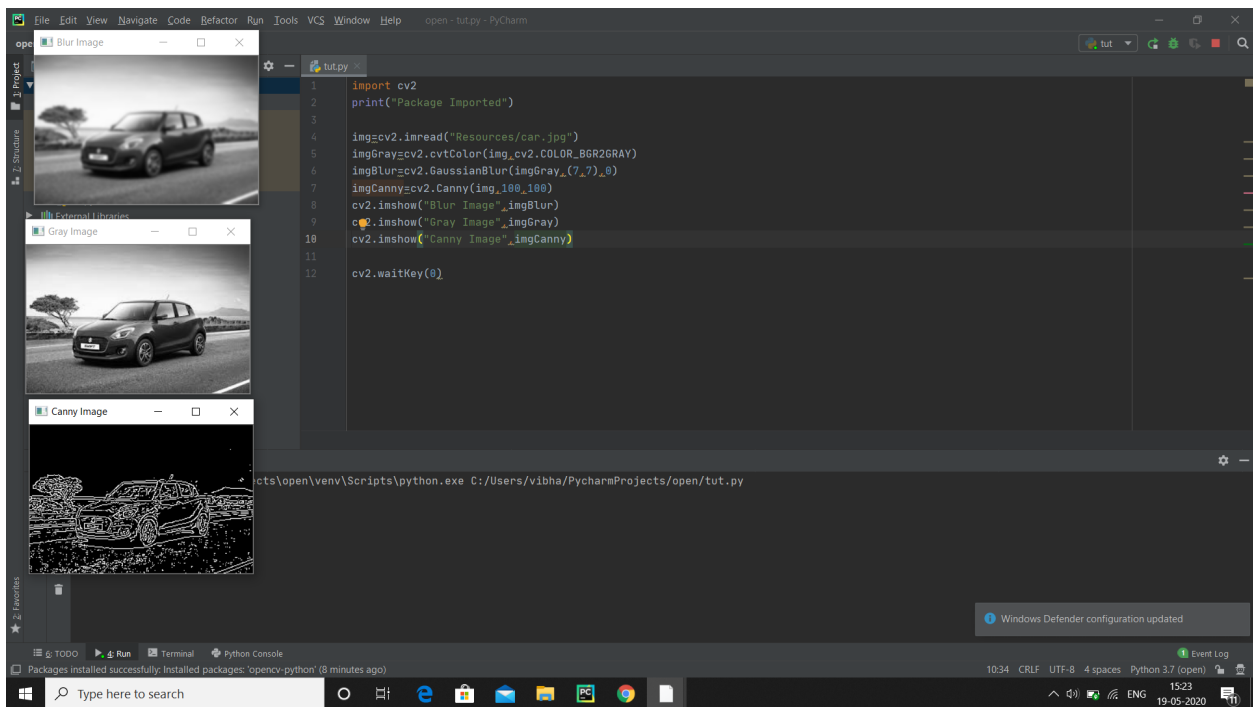 File Edit View Navigate Code Refactor Run Tools VCS Window Help open - tut.py - PyCharm
ope
tut
Blur Image
1: Project
Z: Structure
External Libraries
Gray Image
Canny Image
tut.py
1 import cv2
2 print("Package Imported")
3
4 img=cv2.imread("Resources/car.jpg")
5 imgGray=cv2.cvtColor(img,cv2.COLOR_BGR2GRAY)
6 imgBlur=cv2.GaussianBlur(imgGray,(7,7),0)
7 imgCanny=cv2.Canny(img,100,100)
8 cv2.imshow("Blur Image",imgBlur)
9 cv2.imshow("Gray Image",imgGray)
10 cv2.imshow("Canny Image",imgCanny)
11
12 cv2.waitKey(0)
ects\open\venv\Scripts\python.exe C:/Users/vibha/PycharmProjects/open/tut.py
2: Favorites
Windows Defender configuration updated
6: TODO 4: Run Terminal Python Console 1 Event Log
Packages installed successfully: Installed packages: 'opencv-python' (8 minutes ago) 10:34 CRLF UTF-8 4 spaces Python 3.7 (open)
Type here to search
ENG
15:23
19-05-2020
11